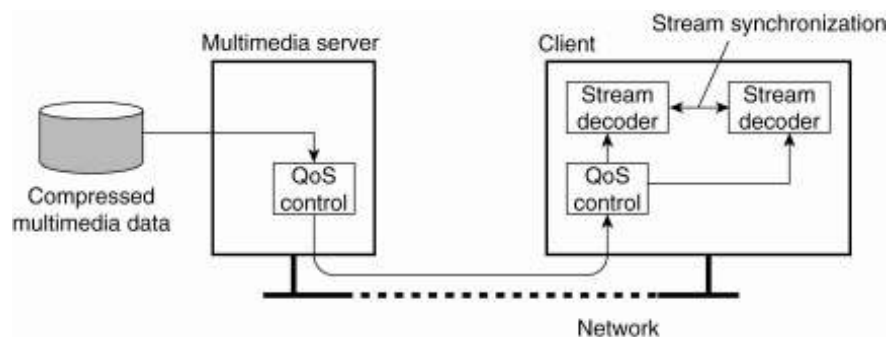 Stream synchronization
Multimedia server
Client
Stream
decoder
Stream
decoder
QoS
control
QoS
control
Compressed
multimedia data
Network